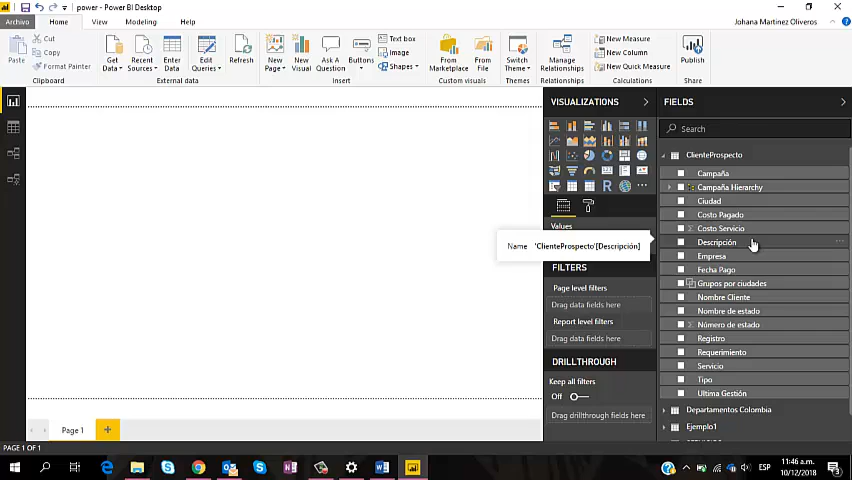 power - Power BI Desktop
Archivo
Home
View
Modeling
Help
Johana Martinez Oliveros
Paste
Cut
Copy
Format Painter
Clipboard
Get Data
Recent Sources
Enter Data
Edit Queries
External data
Refresh
New Page
New Visual
Ask A Question
Buttons
Text box
Image
Shapes
Insert
From Marketplace
From File
Custom visuals
Switch Theme
Themes
Manage Relationships
Relationships
New Measure
New Column
New Quick Measure
Calculations
Publish
Share
VISUALIZATIONS
R
Values
Name 'ClienteProspecto'[Descripción]
FILTERS
Page level filters
Drag data fields here
Report level filters
Drag data fields here
DRILLTHROUGH
Keep all filters
Off
Drag drillthrough fields here
FIELDS
Search
ClienteProspecto
Campaña
Campaña Hierarchy
Ciudad
Costo Pagado
Costo Servicio
Descripción
Empresa
Fecha Pago
Grupos por ciudades
Nombre Cliente
Nombre de estado
Número de estado
Registro
Requerimiento
Servicio
Tipo
Ultima Gestión
Departamentos Colombia
Ejemplo1
Page 1
PAGE 1 OF 1
ESP
11:46 a.m.
10/12/2018